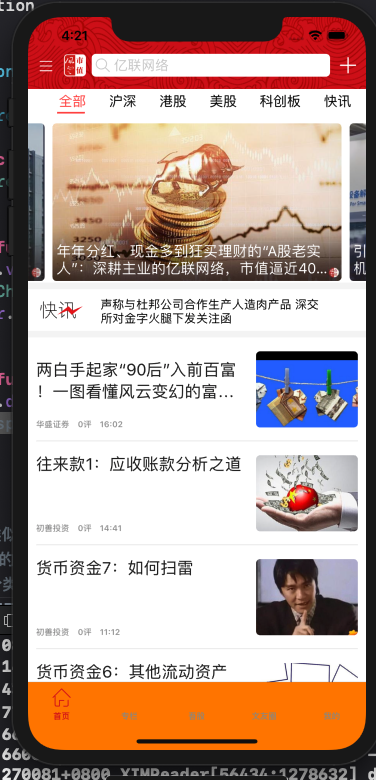 tion
4:21
市值
亿联网络
全部 沪深 港股 美股 科创板 快讯
年年分红、现金多到狂买理财的“A股老实
人”：深耕主业的亿联网络，市值逼近40...
引
机
快讯
声称与杜邦公司合作生产人造肉产品 深交
所对金字火腿下发关注函
两白手起家“90后”入前百富
！一图看懂风云变幻的富...
华盛证券 0评 16:02
往来款1：应收账款分析之道
初善投资 0评 14:41
货币资金7：如何扫雷
初善投资 0评 11:12
货币资金6：其他流动资产
首页
270081+0800 XIMReader[56434:1278632] d